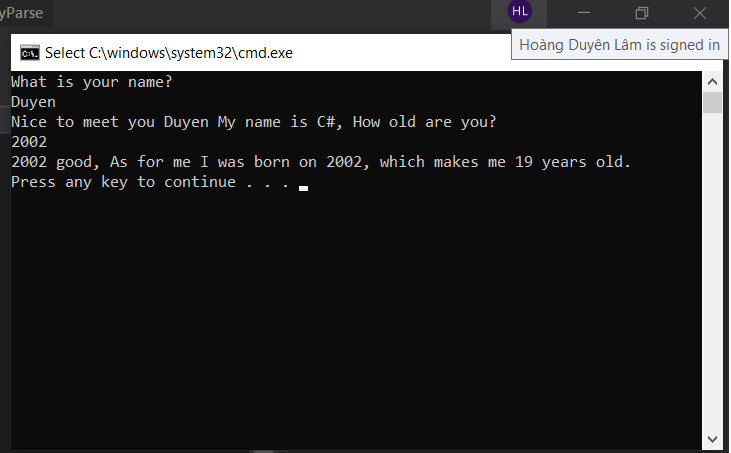 yParse
HL
Select C:\windows\system32\cmd.exe
Hoàng Duyên Lâm is signed in
What is your name?
Duyen
Nice to meet you Duyen My name is C#, How old are you?
2002
2002 good, As for me I was born on 2002, which makes me 19 years old.
Press any key to continue . . .